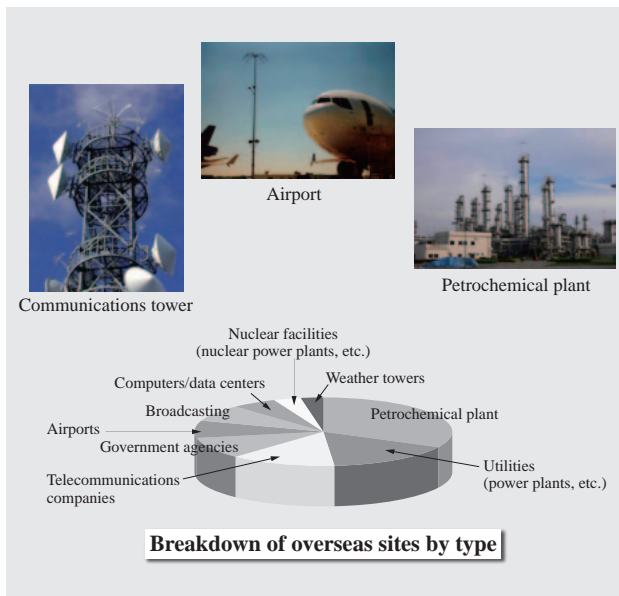 Airport
Communications tower
Petrochemical plant
Nuclear facilities
(nuclear power plants, etc.)
Computers/data centers
Weather towers
Broadcasting
Petrochemical plant
Airports
Government agencies
Utilities
(power plants, etc.)
Telecommunications
companies
Breakdown of overseas sites by type